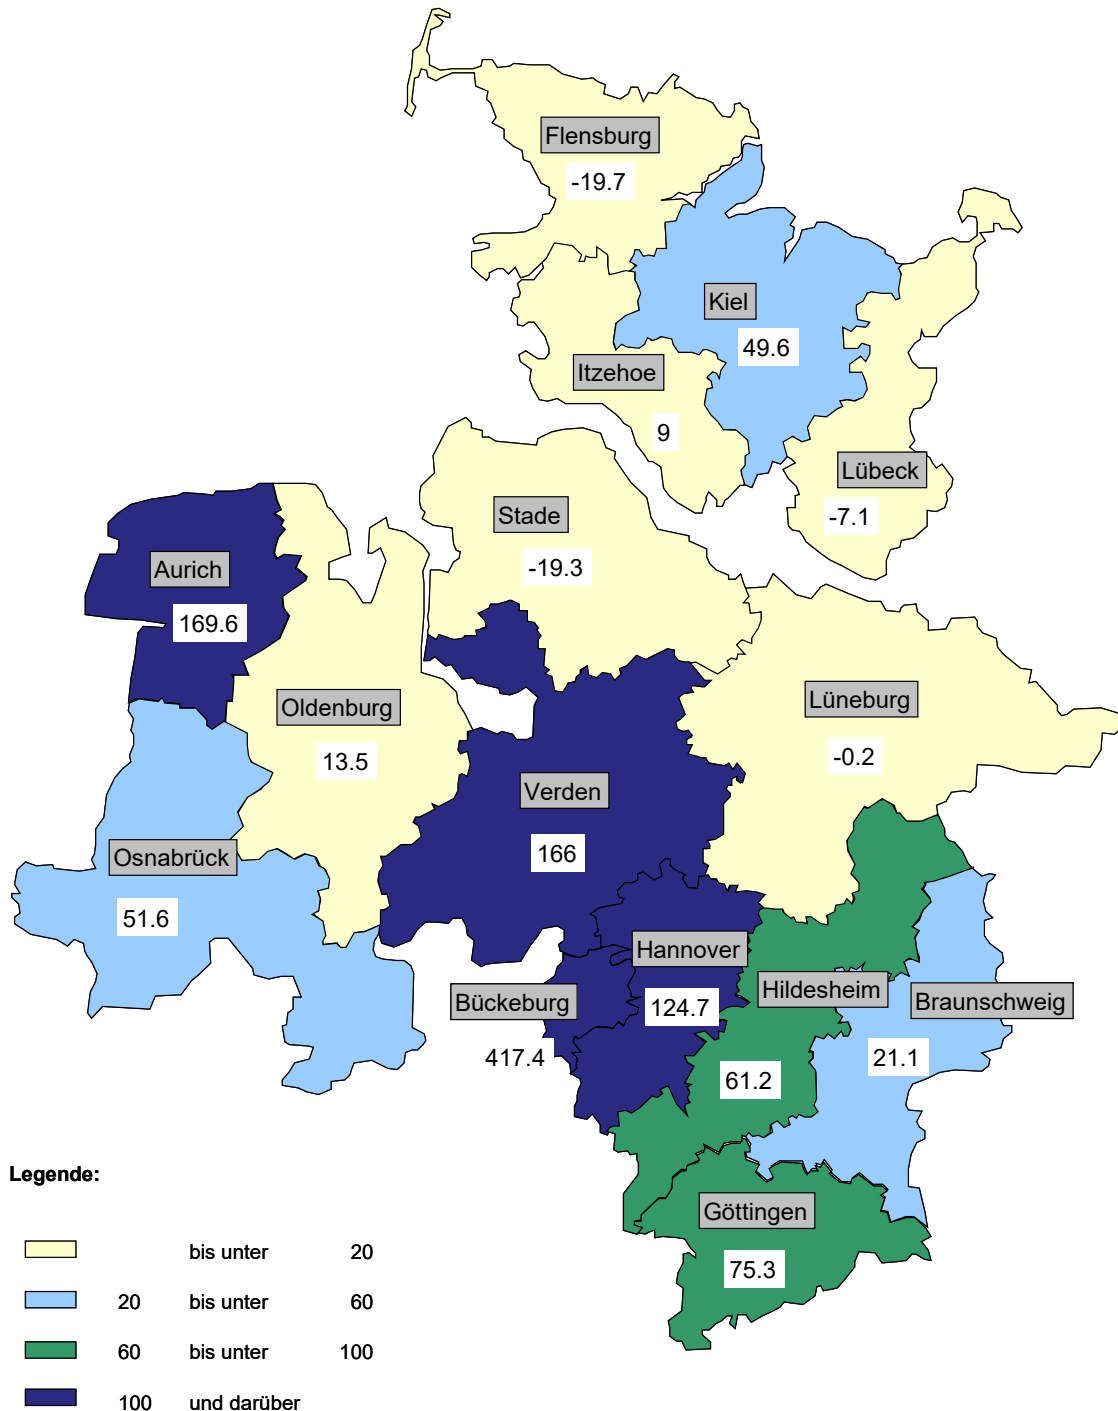 Flensburg
-19.7
Kiel
49.6
Itzehoe
9
Lübeck
-7.1
Stade
-19.3
Aurich
169.6
Oldenburg
13.5
Lüneburg
-0.2
Verden
166
Osnabrück
51.6
Hannover
124.7
Hildesheim
61.2
Bückeburg
417.4
Braunschweig
21.1
Göttingen
75.3
Legende:
bis unter 20
20 bis unter 60
60 bis unter 100
100 und darüber